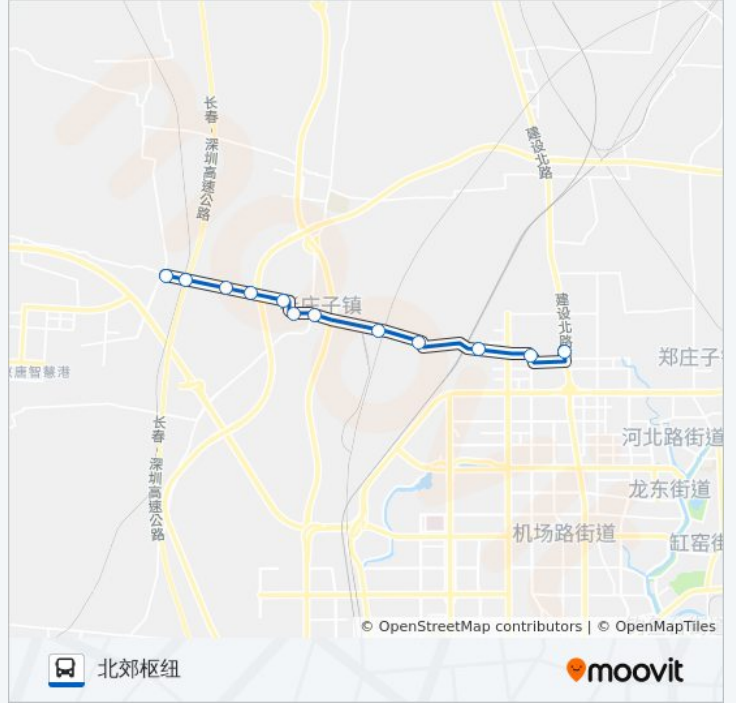 长春 - 深圳高速公路
建设北路
建设北路
庄子镇
郑庄子
唐智慧港
河北路街道
长春 - 深圳高速公路
龙东街道
机场路街道
缸窑街
© OpenStreetMap contributors | © OpenMapTiles
北郊枢纽
moovit